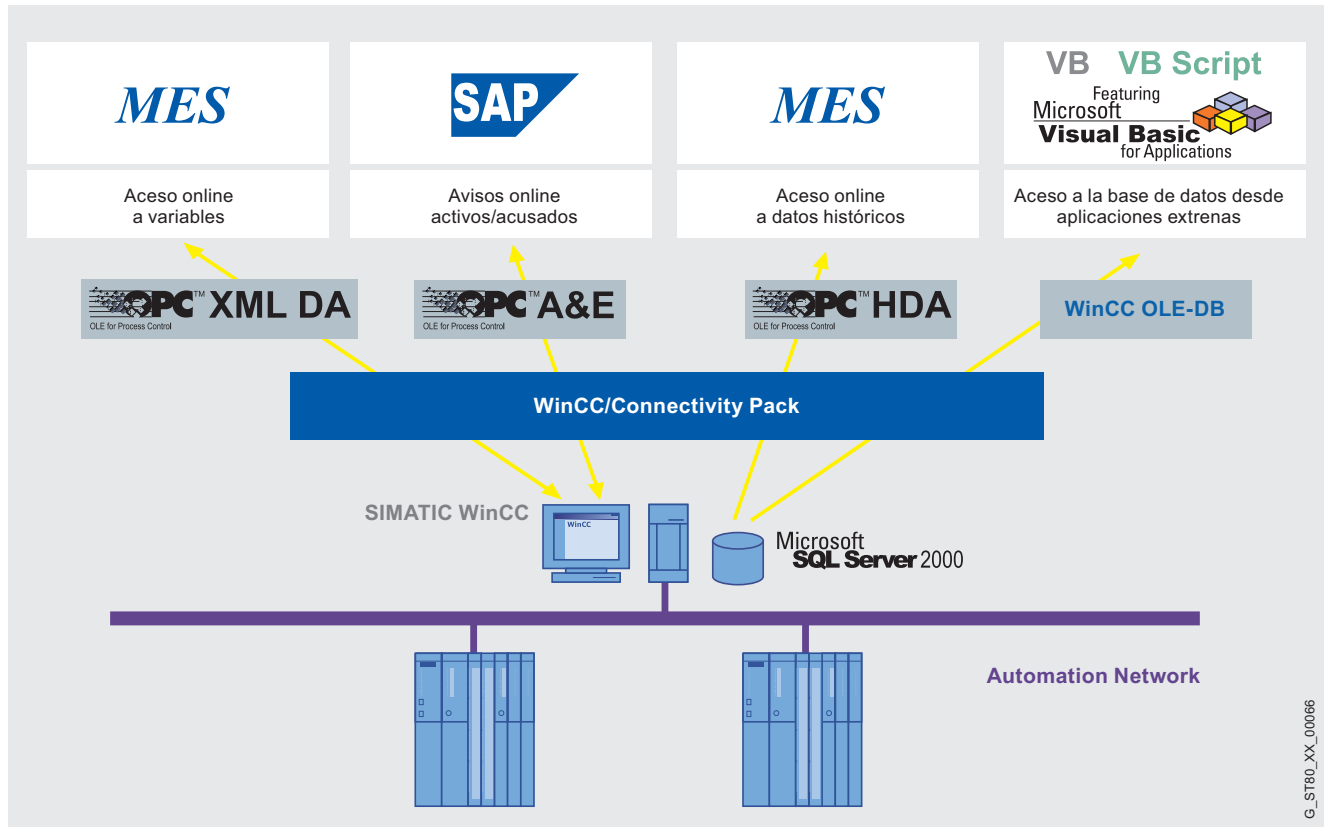 MES
SAP
MES
VB VB Script
Featuring
Microsoft
Visual Basic
for Applications
Aceso online
a variables
Avisos online
activos/acusados
Aceso online
a datos históricos
Aceso a la base de datos desde
aplicaciones extrenas
OPC™ XML DA
OLE for Process Control
OPC™ A&E
OLE for Process Control
OPC™ HDA
OLE for Process Control
WinCC OLE-DB
WinCC/Connectivity Pack
SIMATIC WinCC
WinCC
Microsoft
SQL Server 2000
Automation Network
G_ST80_XX_00066